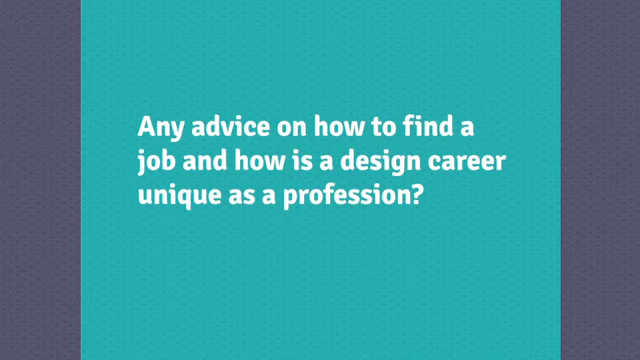 Any advice on how to find a
job and how is a design career
unique as a profession?